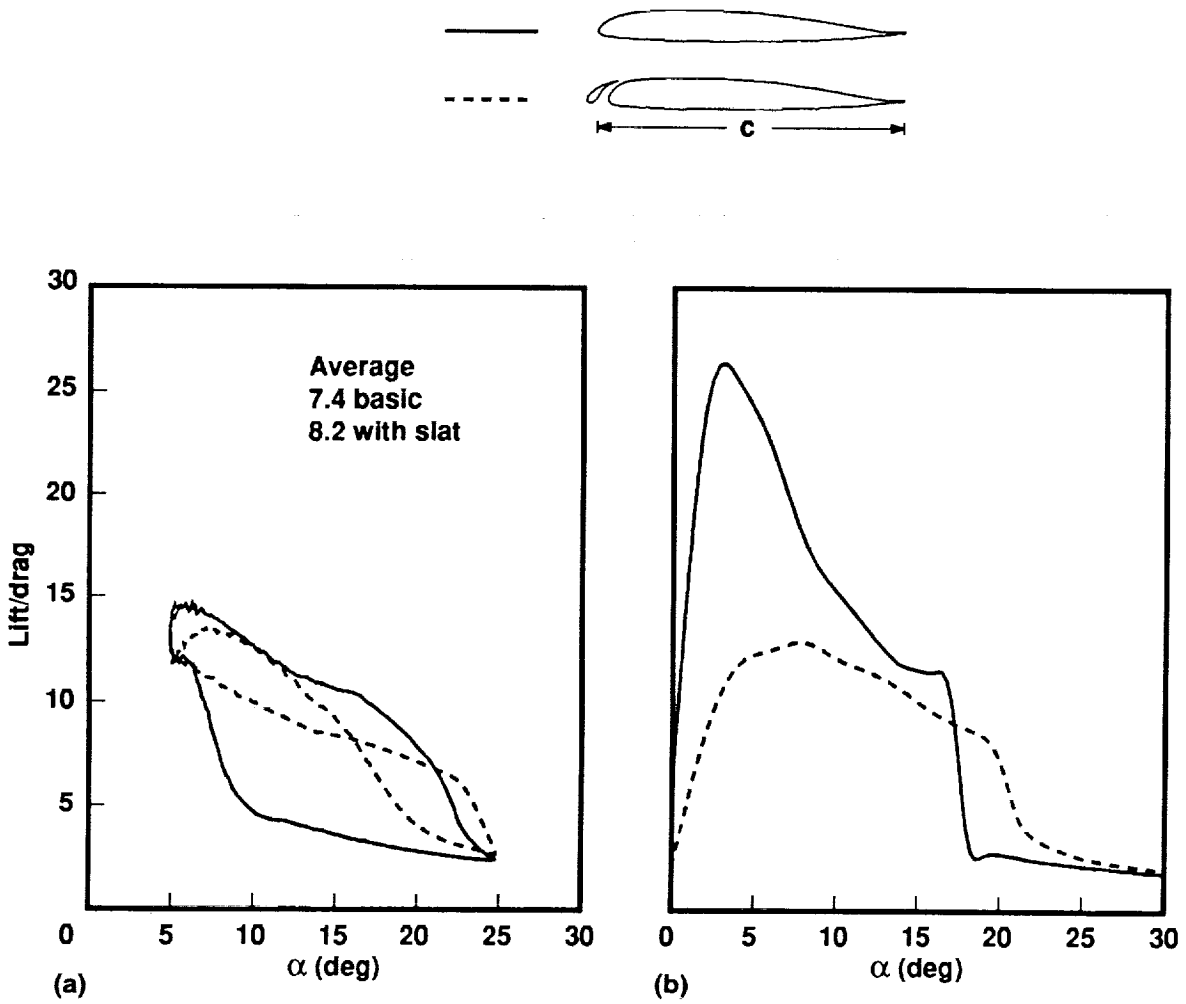 C
30
25
20
15
10
5
0
Lift/drag
Average
7.4 basic
8.2 with slat
5 10 15 20 25 30
α (deg)
(a)
0 5 10 15 20 25 30
α (deg)
(b)